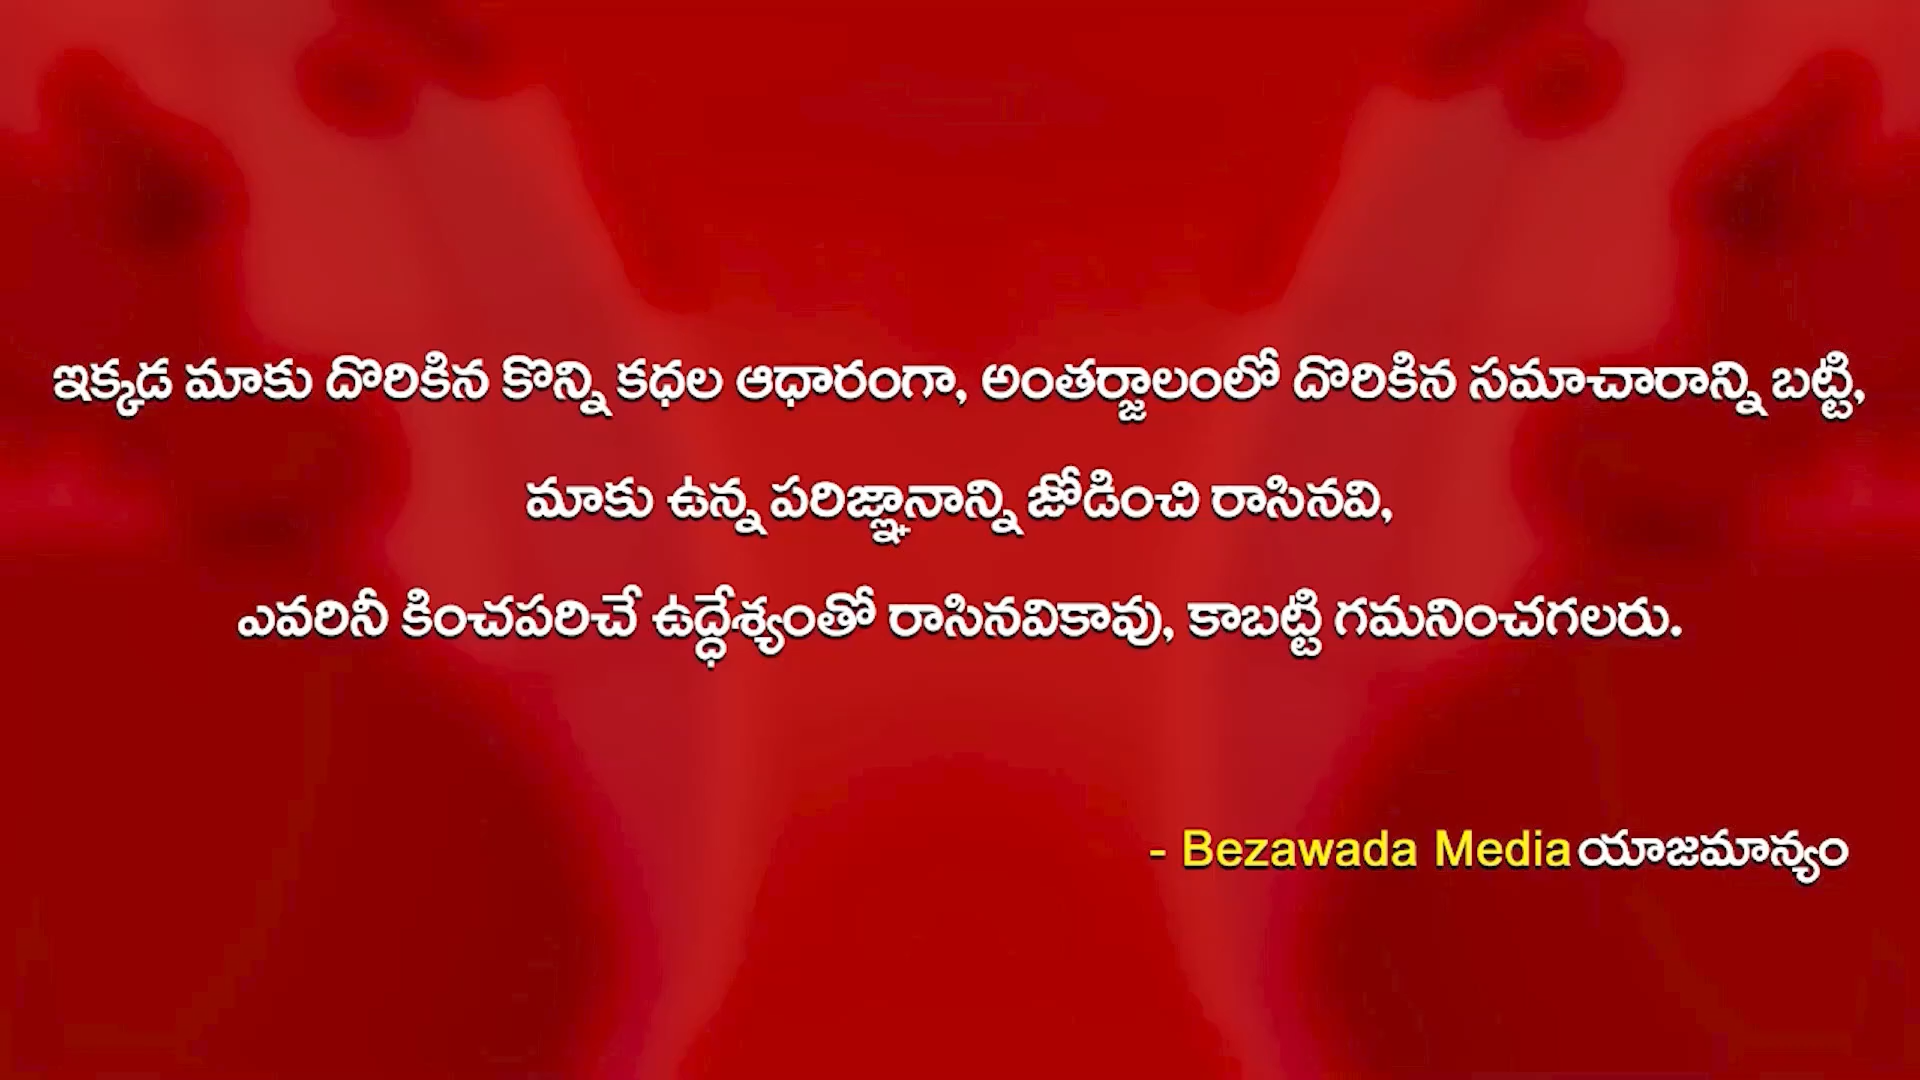 ఇక్కడ మాకు దొరికిన కొన్ని కధల ఆధారంగా, అంతర్జాలంలో దొరికిన సమాచారాన్ని బట్టి,
మాకు ఉన్న పరిజ్ఞానాన్ని జోడించి రాసినవి,
ఎవరినీ కించపరిచే ఉద్ధేశ్యంతో రాసినవికావు, కాబట్టి గమనించగలరు.
- Bezawada Media యాజమాన్యం